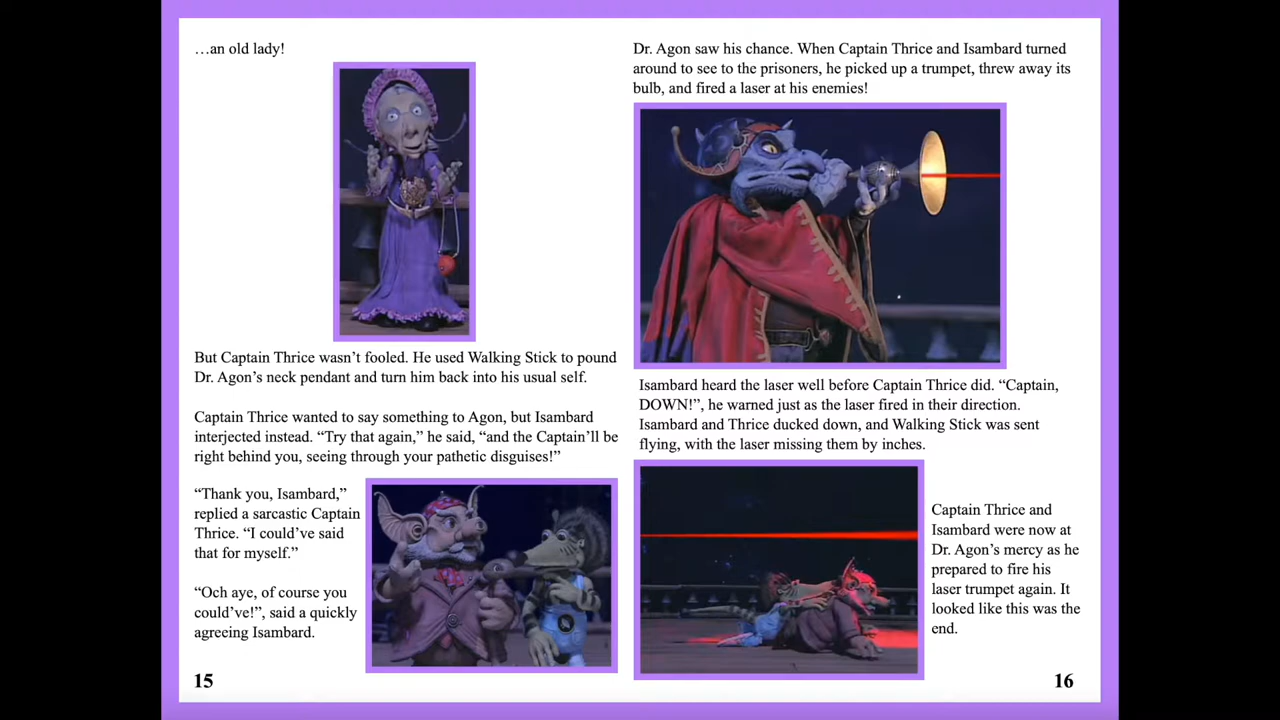 …an old lady!
But Captain Thrice wasn’t fooled. He used Walking Stick to pound
Dr. Agon’s neck pendant and turn him back into his usual self.
Captain Thrice wanted to say something to Agon, but Isambard
interjected instead. “Try that again,” he said, “and the Captain’ll be
right behind you, seeing through your pathetic disguises!”
“Thank you, Isambard,”
replied a sarcastic Captain
Thrice. “I could’ve said
that for myself.”
“Och aye, of course you
could’ve!”, said a quickly
agreeing Isambard.
15
Dr. Agon saw his chance. When Captain Thrice and Isambard turned
around to see to the prisoners, he picked up a trumpet, threw away its
bulb, and fired a laser at his enemies!
Isambard heard the laser well before Captain Thrice did. “Captain,
DOWN!”, he warned just as the laser fired in their direction.
Isambard and Thrice ducked down, and Walking Stick was sent
flying, with the laser missing them by inches.
Captain Thrice and
Isambard were now at
Dr. Agon’s mercy as he
prepared to fire his
laser trumpet again. It
looked like this was the
end.
16